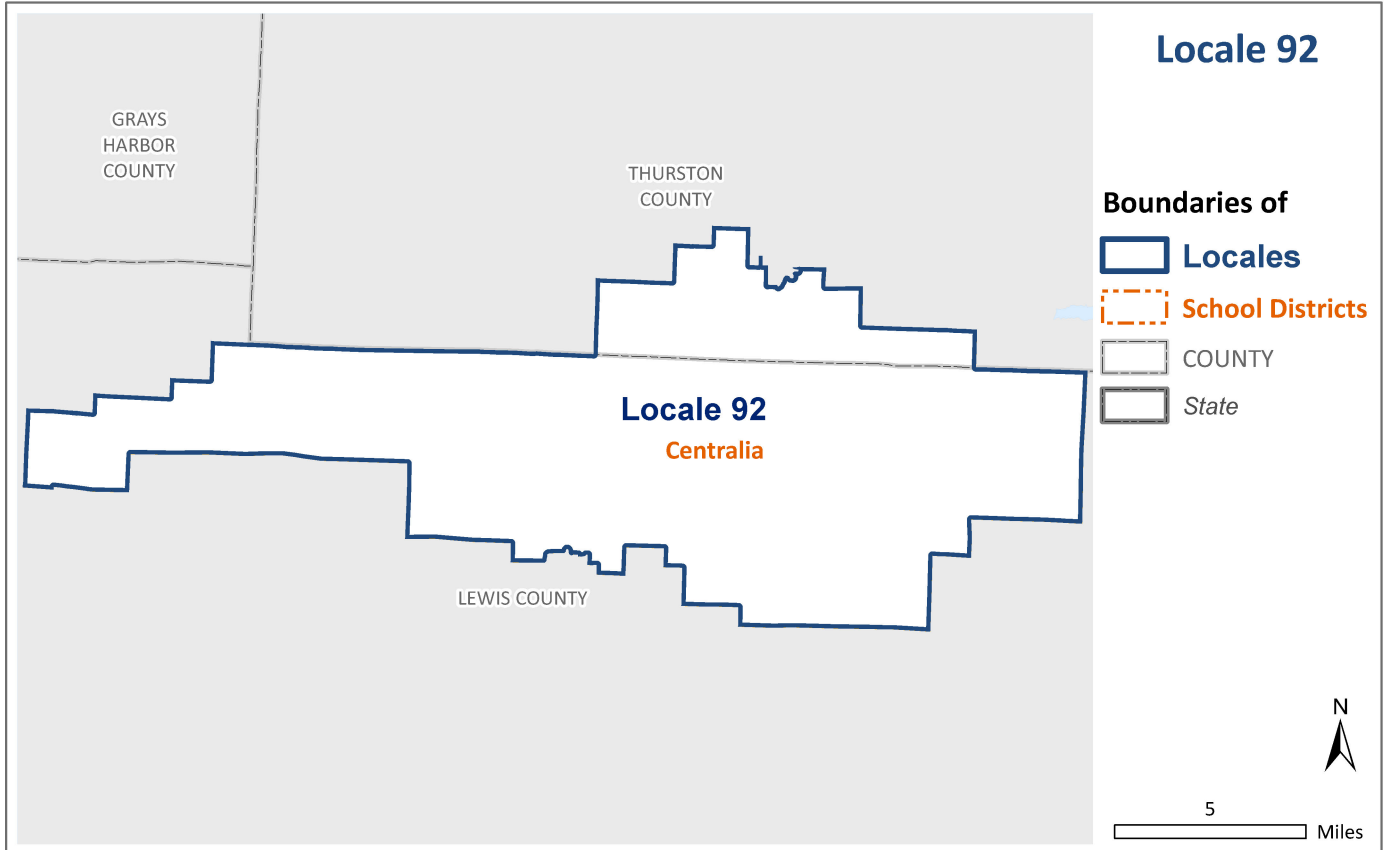 Locale 92
GRAYS
HARBOR
COUNTY
THURSTON
COUNTY
Locale 92
Centralia
LEWIS COUNTY
Boundaries of
Locales
School Districts
COUNTY
State
N
5
Miles